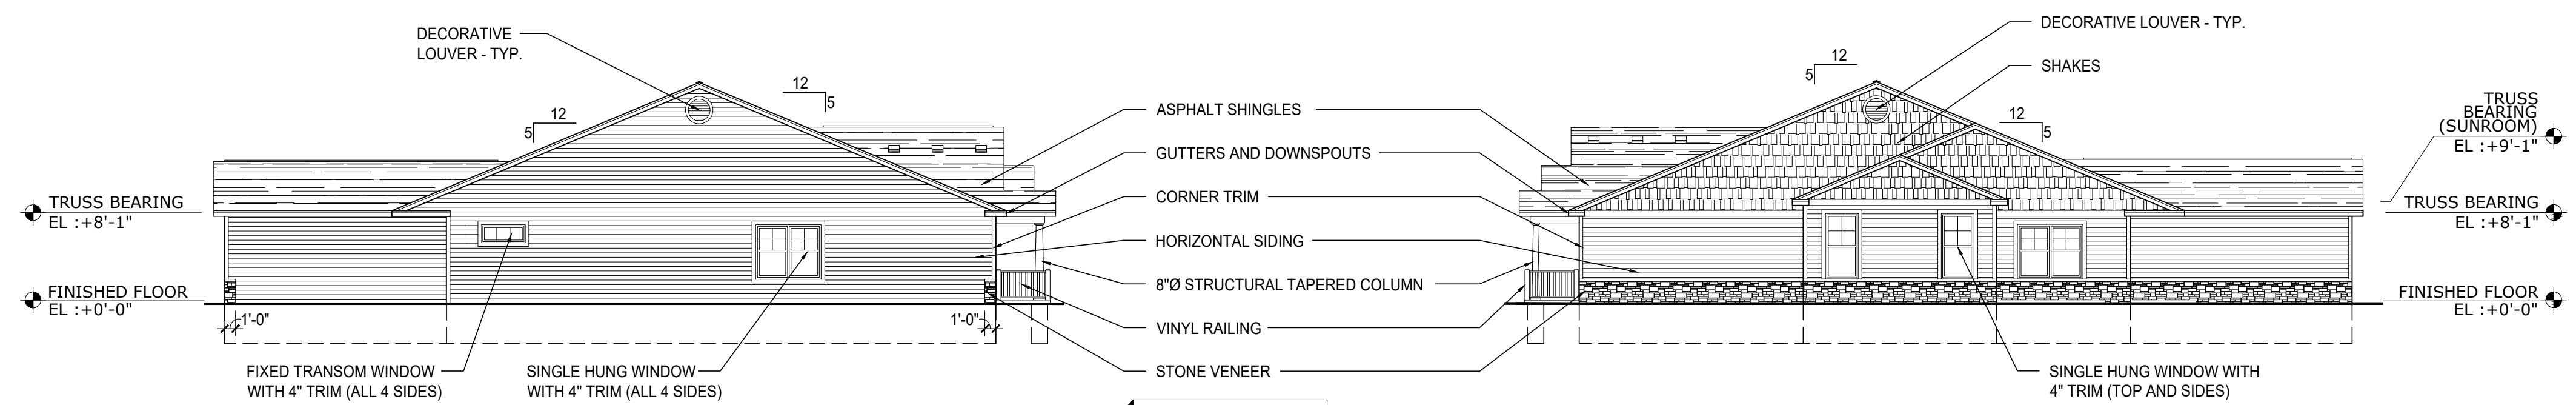 DECORATIVE
LOUVER - TYP.
12
5
12
5
TRUSS BEARING
EL :+8'-1"
FINISHED FLOOR
EL :+0'-0"
1'-0"
1'-0"
FIXED TRANSOM WINDOW
WITH 4" TRIM (ALL 4 SIDES)
SINGLE HUNG WINDOW
WITH 4" TRIM (ALL 4 SIDES)
ASPHALT SHINGLES
GUTTERS AND DOWNSPOUTS
CORNER TRIM
HORIZONTAL SIDING
8"Ø STRUCTURAL TAPERED COLUMN
VINYL RAILING
STONE VENEER
DECORATIVE LOUVER - TYP.
SHAKES
12
5
12
5
TRUSS
BEARING
(SUNROOM)
EL :+9'-1"
TRUSS BEARING
EL :+8'-1"
FINISHED FLOOR
EL :+0'-0"
SINGLE HUNG WINDOW WITH
4" TRIM (TOP AND SIDES)